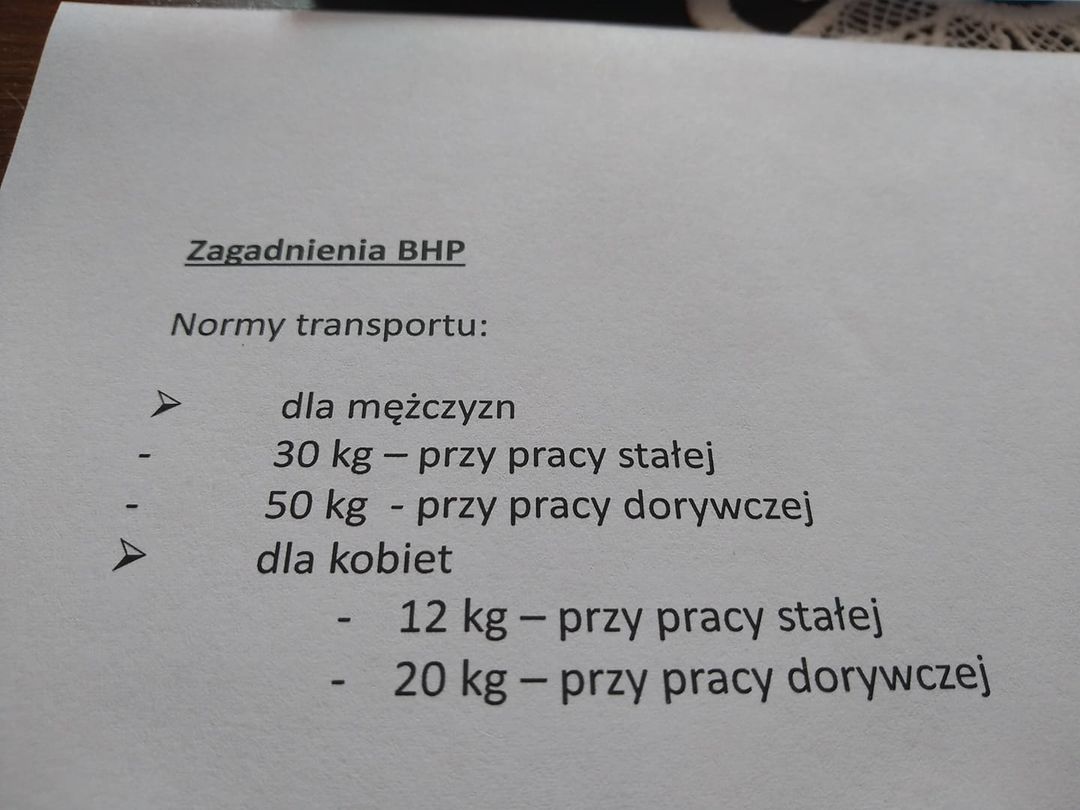 Zagadnienia BHP
Normy transportu:
➢ dla mężczyzn
- 30 kg – przy pracy stałej
- 50 kg - przy pracy dorywczej
➢ dla kobiet
- 12 kg – przy pracy stałej
- 20 kg – przy pracy dorywczej